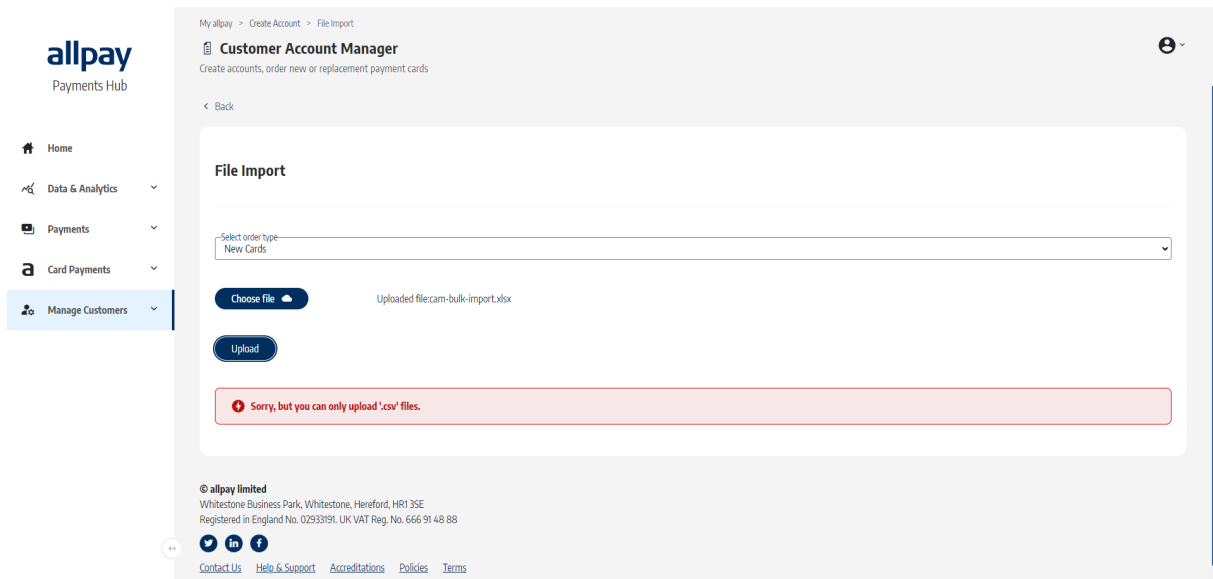 allpay
Payments Hub
Home
Data & Analytics
Payments
a Card Payments
Manage Customers
My allpay > Create Account > File Import
Customer Account Manager
Create accounts, order new or replacement payment cards
< Back
File Import
Select order type
New Cards
Choose file
Uploaded file:cam-bulk-import.xlsx
Upload
Sorry, but you can only upload '.csv' files.
© allpay limited
Whitestone Business Park, Whitestone, Hereford, HR1 3SE
Registered in England No. 02933191. UK VAT Reg. No. 666 91 48 88
in f
Contact Us Help & Support Accreditations Policies Terms